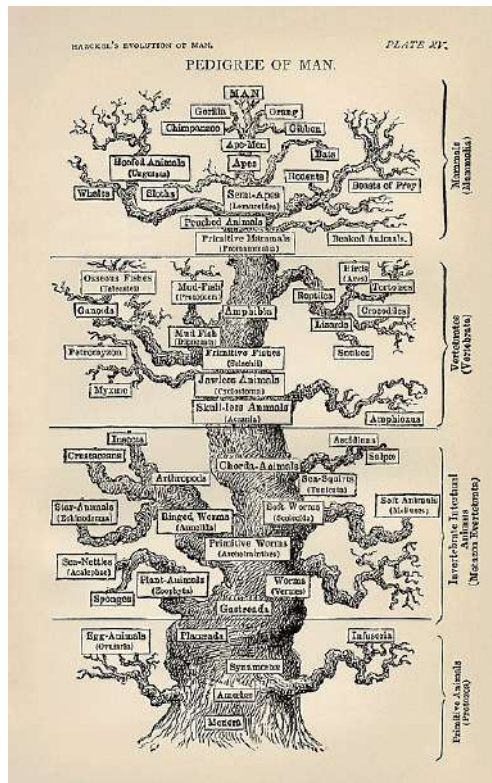 HAECKEL'S EVOLUTION OF MAN.
PLATE XV.
PEDIGREE OF MAN.
MAN
Gorilla
Orang
Chimpanzee
Gibbon
Ape-Men
Apes
Bats
Hoofed Animals
(Ungulata)
Rodents
Beasts of Prey
Whales
Sloths
Semi-Apes
(Lemuroidea)
Pouched Animals
Primitive Mammals
(Promammalia)
Beaked Animals.
Mammals
(Mammalia)
Osseous Fishes
(Teleostei)
Mud-Fish
(Protopteri)
Birds
(Aves)
Tortoises
Reptiles
Ganoids
Amphibia
Crocodiles
Lizards
Mud Fish
(Dipneusta)
Petromyzon
Primitive Fishes
(Selachii)
Snakes
Jawless Animals
(Cyclostoma)
Myxine
Skull-less Animals
(Acrania)
Amphioxus
Vertebrates
(Vertebrata)
Insects
Crustaceans
Ascidians
Salpæ
Chorda-Animals
Arthropods
Sea-Squirts
(Tunicata)
Star-Animals
(Echinoderma)
Ringed Worms
(Annelida)
Soft Worms
(Scolecida)
Soft Animals
(Mollusca)
Primitive Worms
(Archelminthes)
Sea-Nettles
(Acalephae)
Plant-Animals
(Zoophyta)
Worms
(Vermes)
Sponges
Gastraeada
Invertebrate Intestinal
Animals
(Metazoa Evertebrata)
Egg-Animals
(Ovularia)
Planaeada
Infusoria
Synamoebae
Amoebae
Monera
Primitive Animals
(Protozoa)